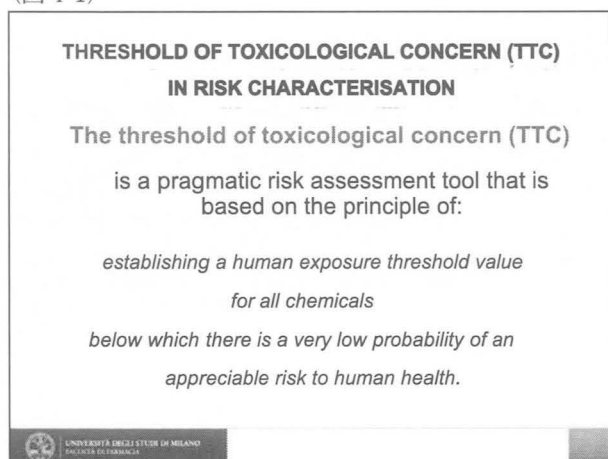 THRESHOLD OF TOXICOLOGICAL CONCERN (TTC)
IN RISK CHARACTERISATION
The threshold of toxicological concern (TTC)
is a pragmatic risk assessment tool that is
based on the principle of:
establishing a human exposure threshold value
for all chemicals
below which there is a very low probability of an
appreciable risk to human health.
UNIVERSITÀ DEGLI STUDI DI MILANO
FACOLTÀ DI FARMACIA